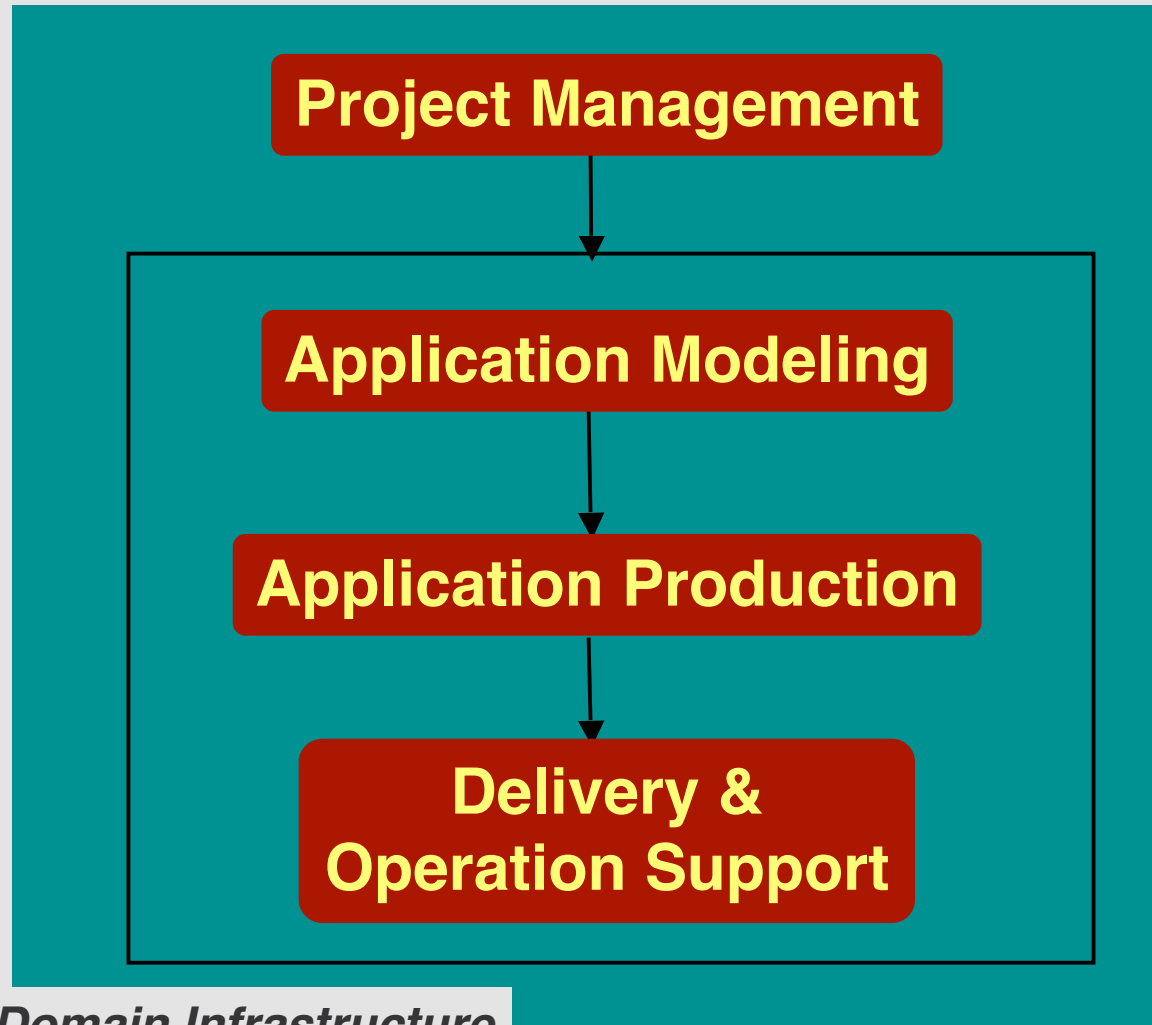 Project Management
Application Modeling
Application Production
Delivery &
Operation Support
Domain Infrastructure